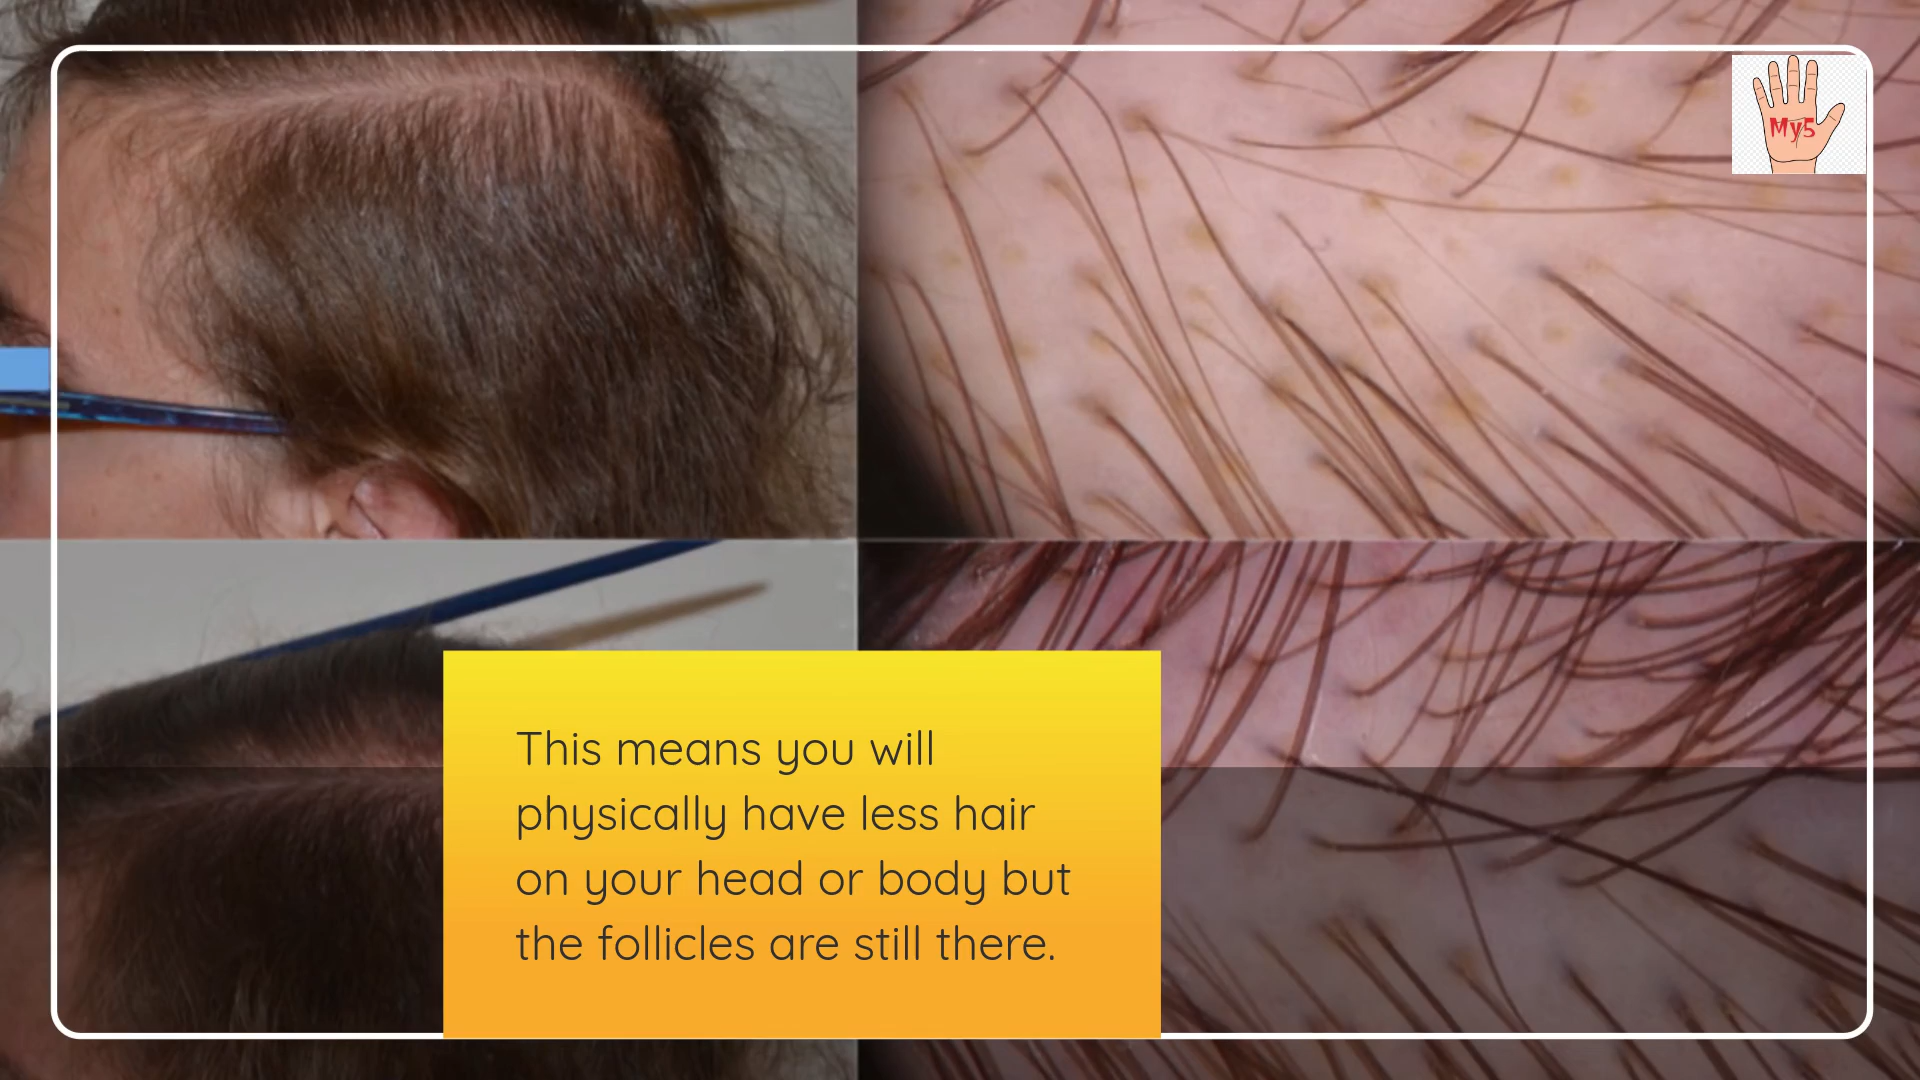 My5
This means you will
physically have less hair
on your head or body but
the follicles are still there.